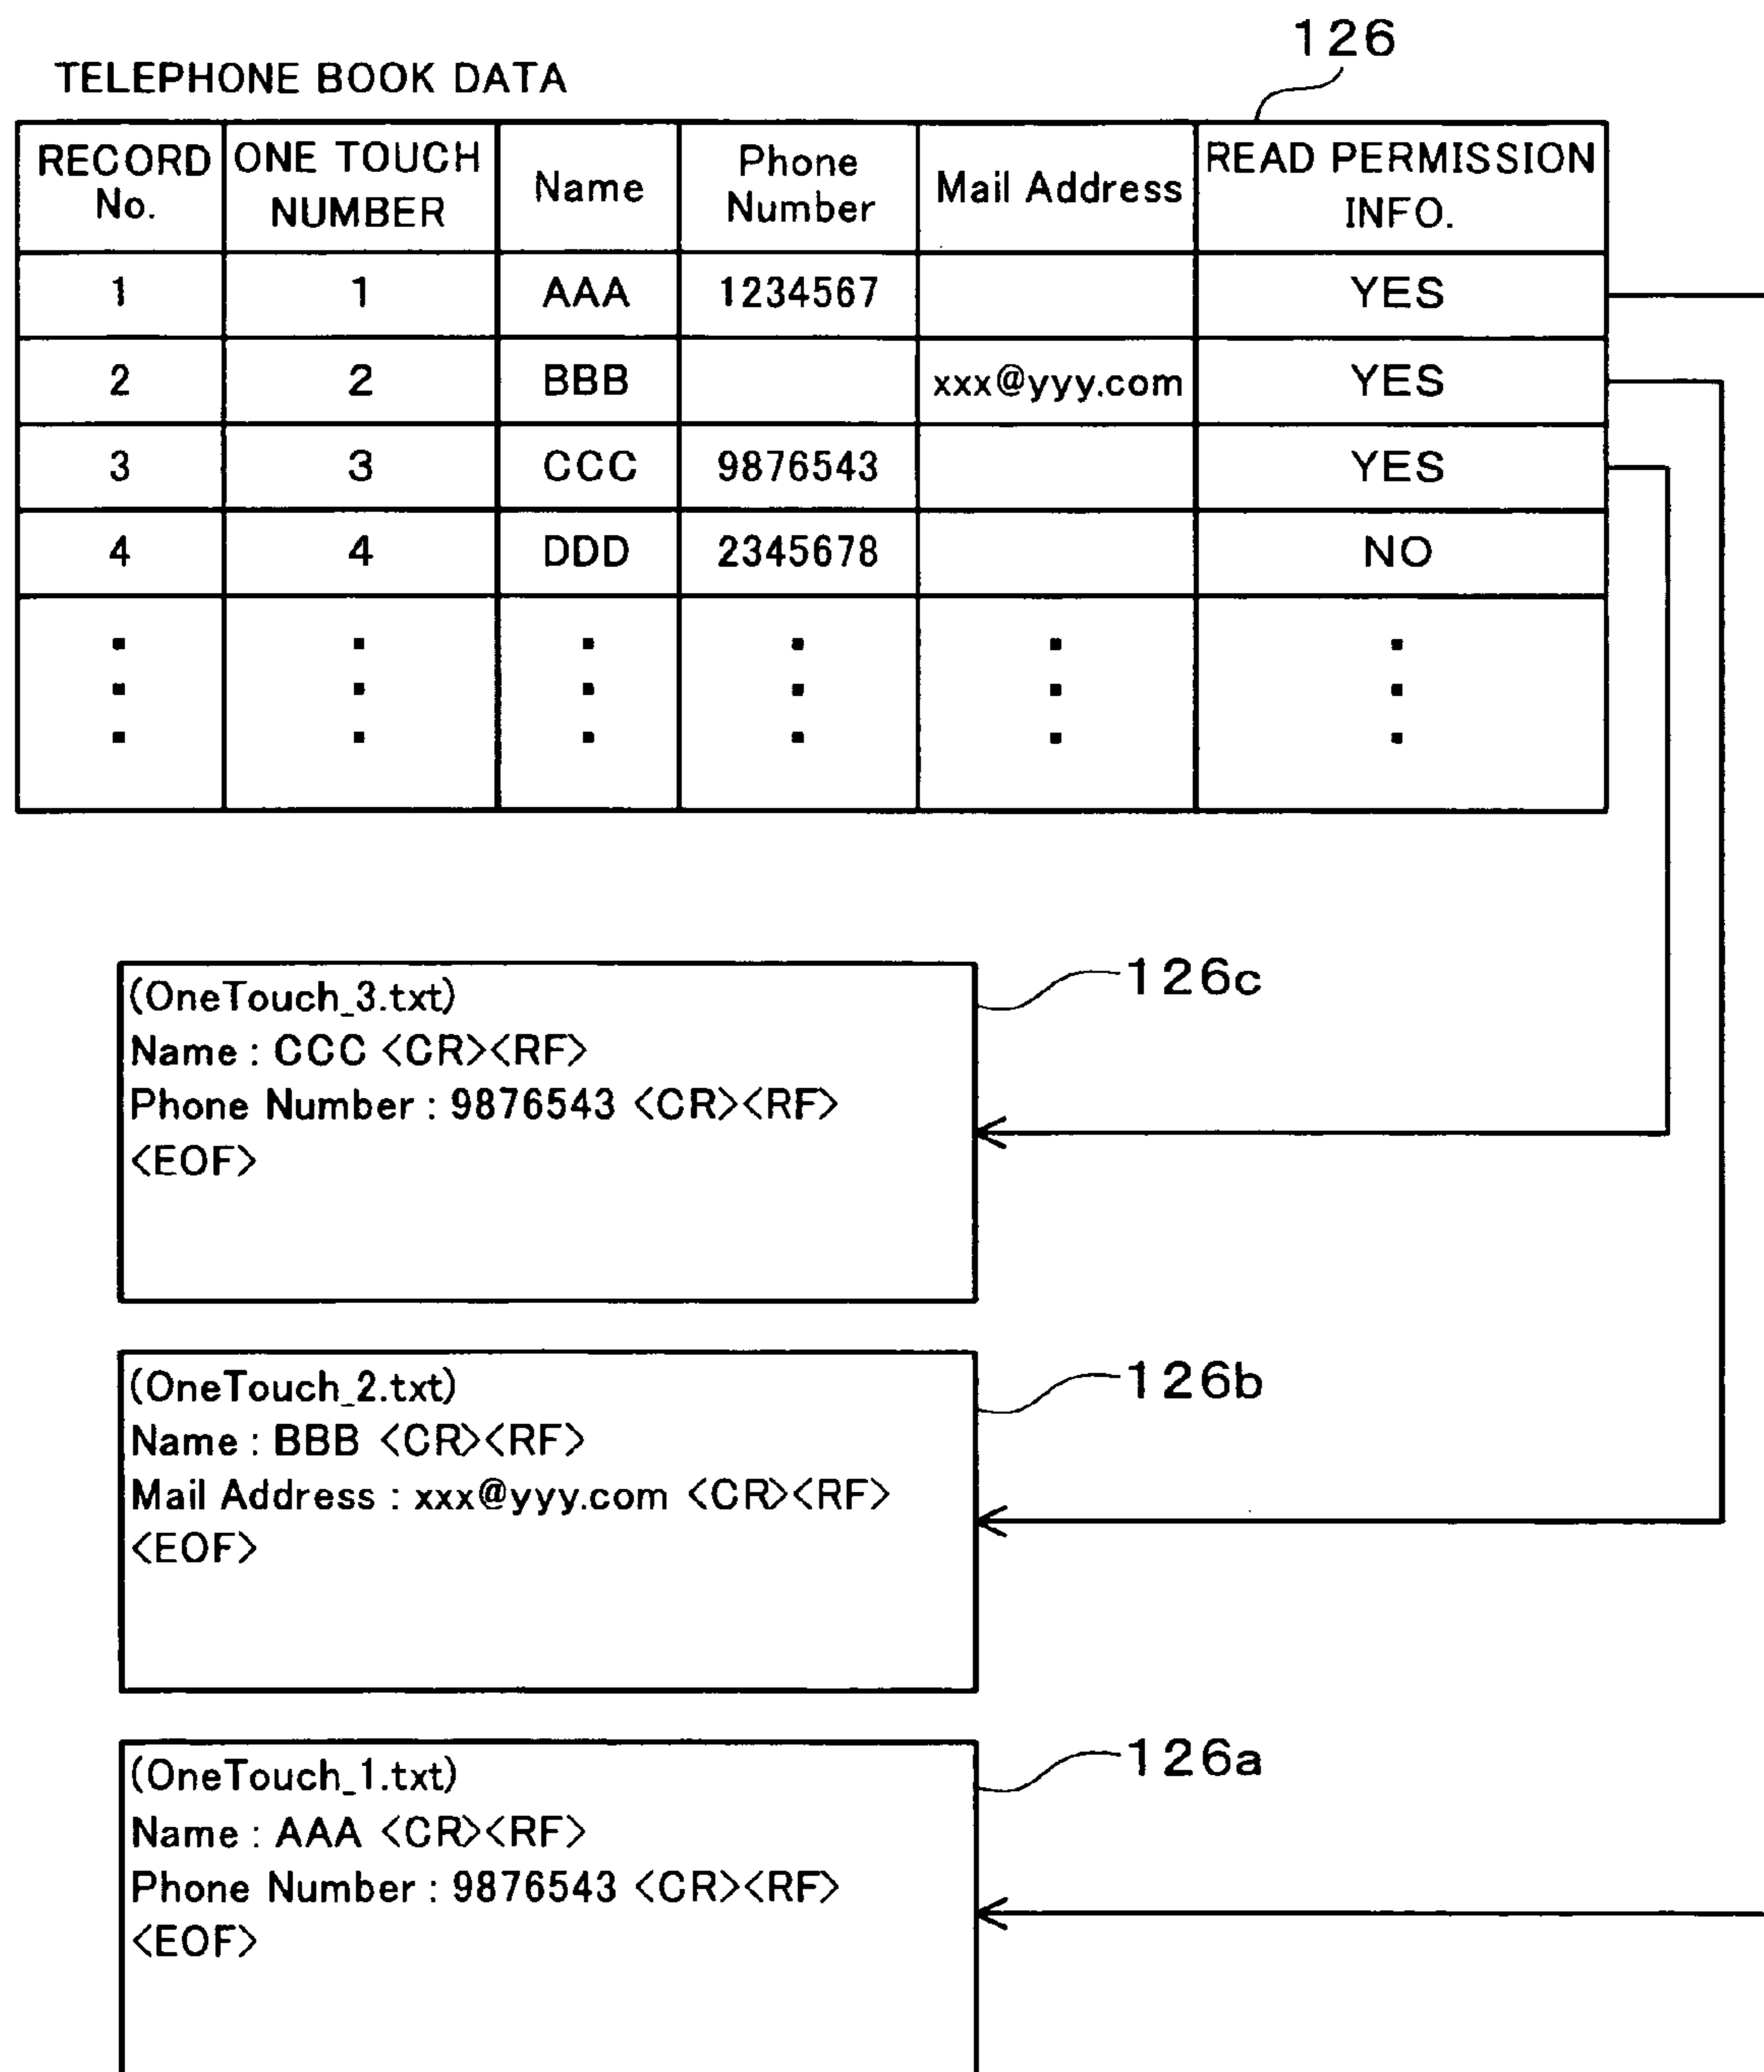 126
TELEPHONE BOOK DATA
RECORD No. ONE TOUCH NUMBER Name Phone Number Mail Address READ PERMISSION INFO.
1 1 AAA 1234567 YES
2 2 BBB xxx@yyy.com YES
3 3 CCC 9876543 YES
4 4 DDD 2345678 NO
126c
(OneTouch_3.txt)
Name : CCC <CR><RF>
Phone Number : 9876543 <CR><RF>
<EOF>
126b
(OneTouch_2.txt)
Name : BBB <CR><RF>
Mail Address : xxx@yyy.com <CR><RF>
<EOF>
126a
(OneTouch_1.txt)
Name : AAA <CR><RF>
Phone Number : 9876543 <CR><RF>
<EOF>